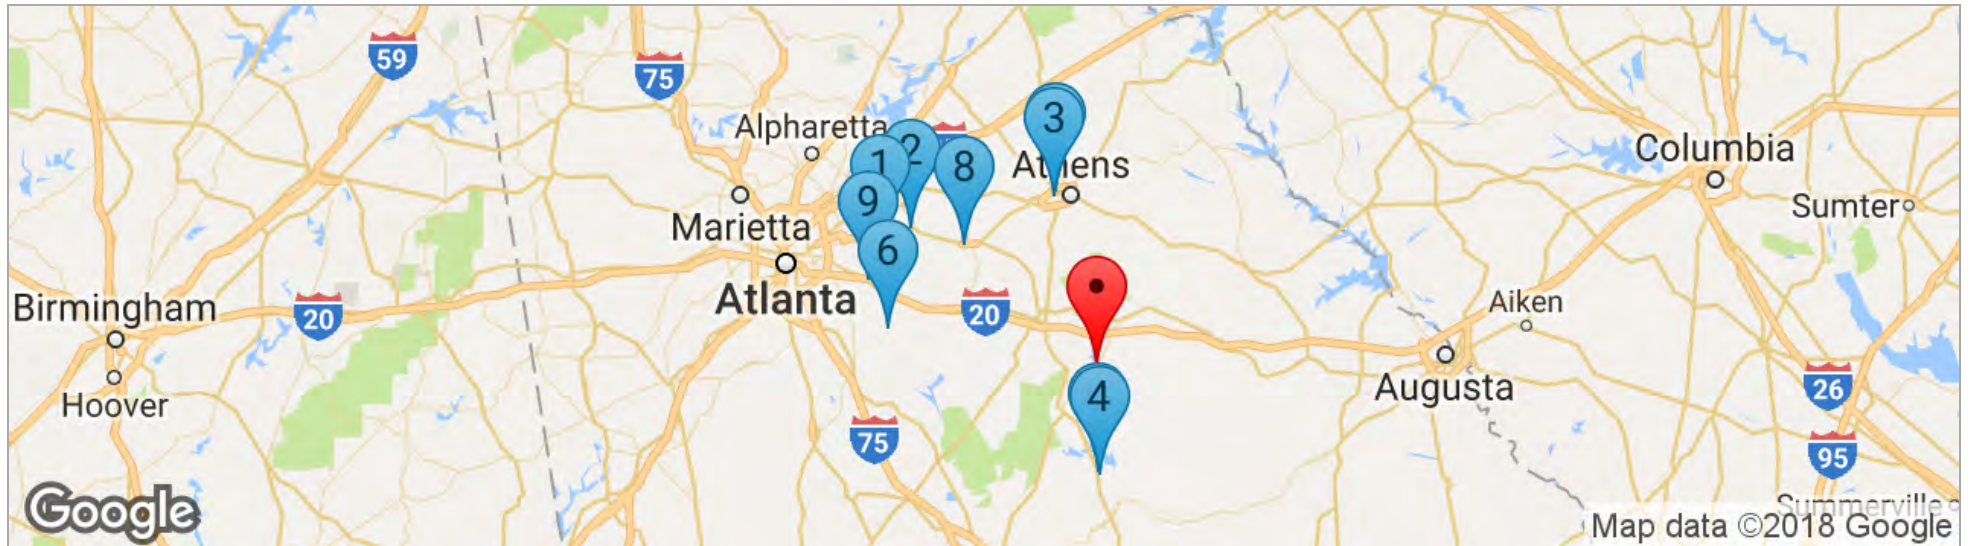 59
75
Alpharetta
3
2
1
8
Athens
Columbia
9
Marietta
Sumter
6
Atlanta
Birmingham
20
20
Aiken
Hoover
4
Augusta
26
75
95
Google
Summerville
Map data ©2018 Google